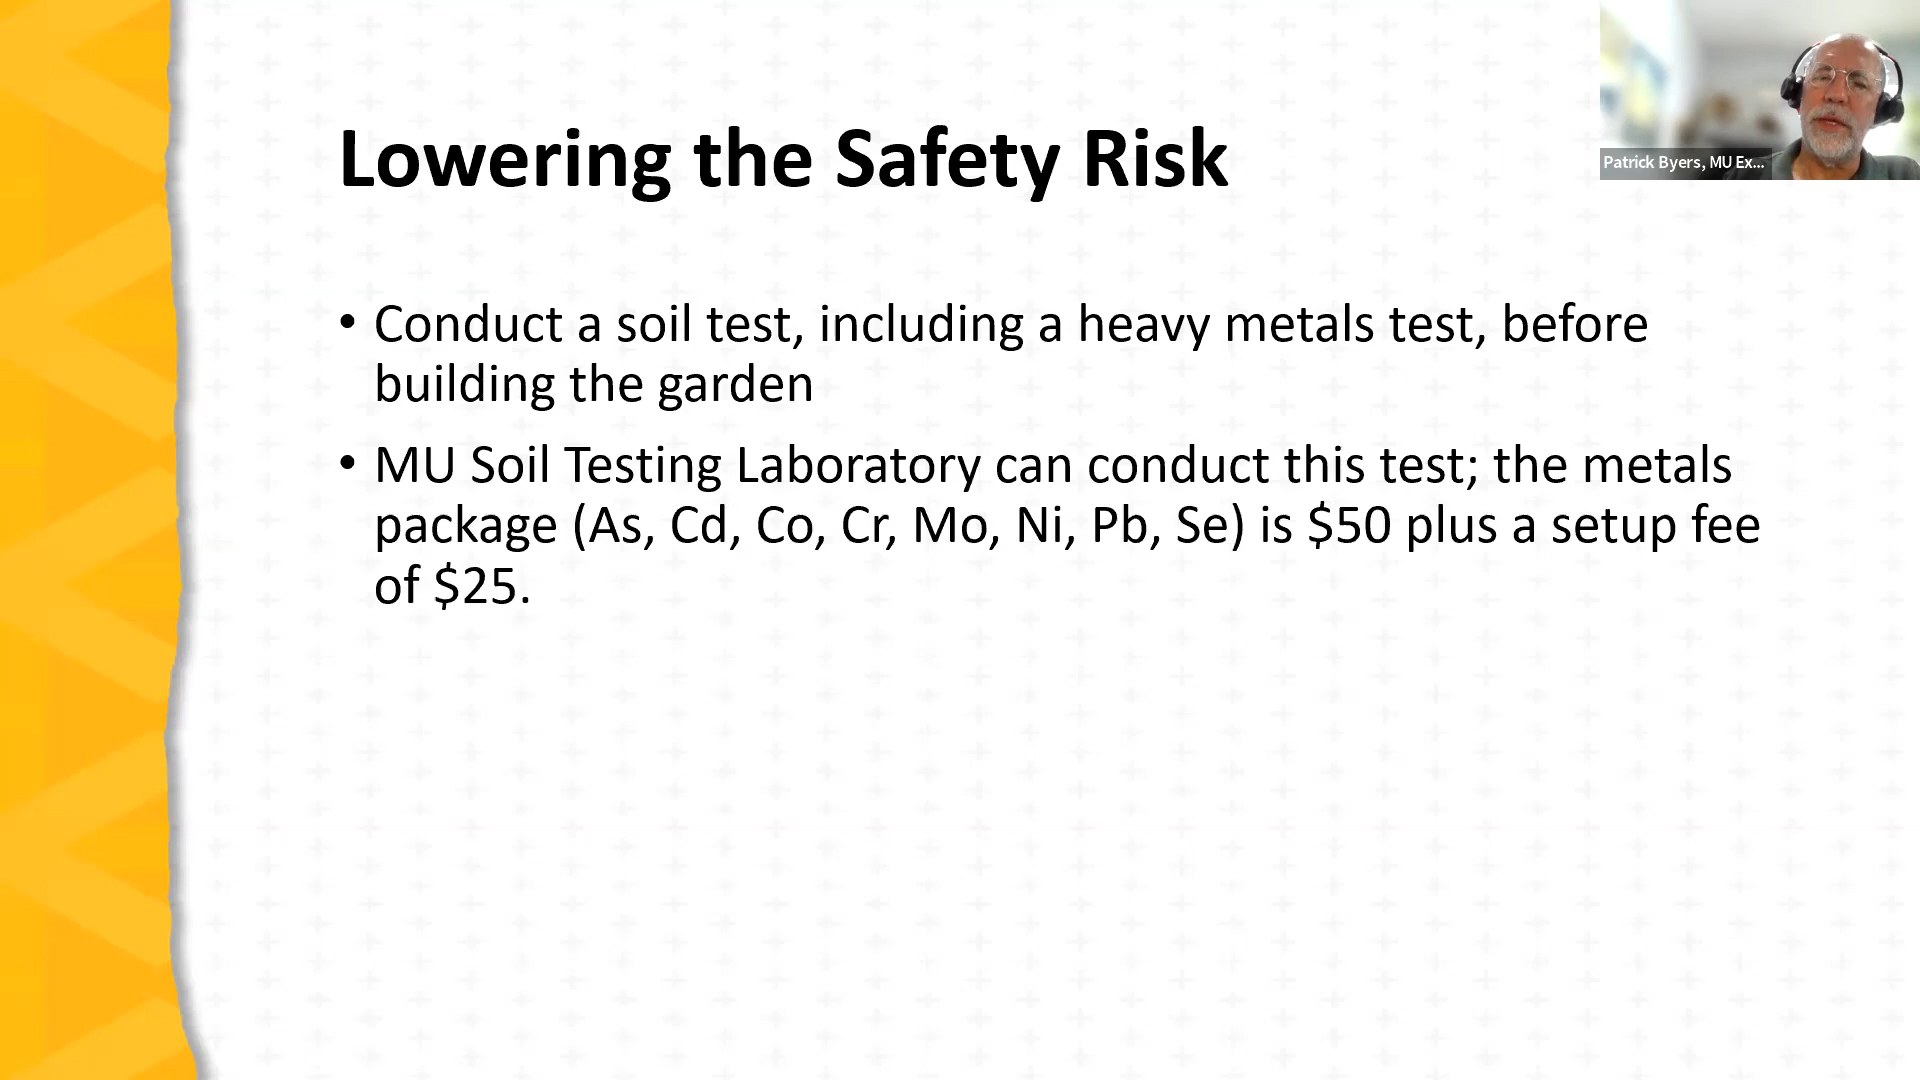 Lowering the Safety Risk
Patrick Byers, MU Ex...
• Conduct a soil test, including a heavy metals test, before
building the garden
• MU Soil Testing Laboratory can conduct this test; the metals
package (As, Cd, Co, Cr, Mo, Ni, Pb, Se) is $50 plus a setup fee
of $25.